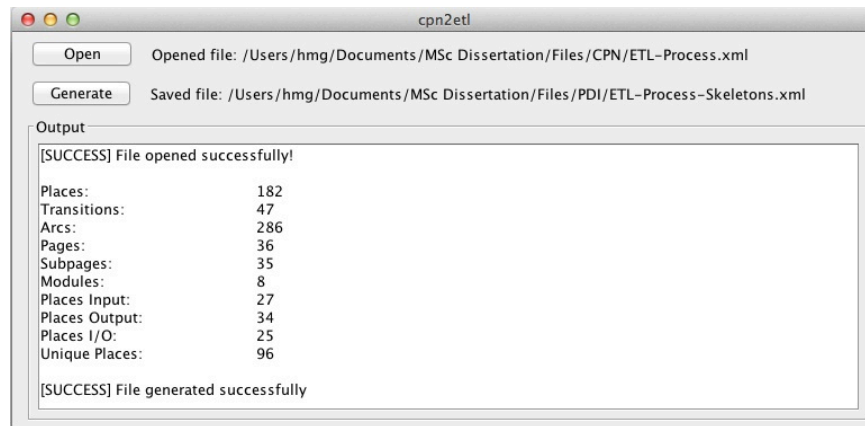 cpn2etl
Open Opened file: /Users/hmg/Documents/MSc Dissertation/Files/CPN/ETL-Process.xml
Generate Saved file: /Users/hmg/Documents/MSc Dissertation/Files/PDI/ETL-Process-Skeletons.xml
Output
[SUCCESS] File opened successfully!
Places: 182
Transitions: 47
Arcs: 286
Pages: 36
Subpages: 35
Modules: 8
Places Input: 27
Places Output: 34
Places I/O: 25
Unique Places: 96
[SUCCESS] File generated successfully